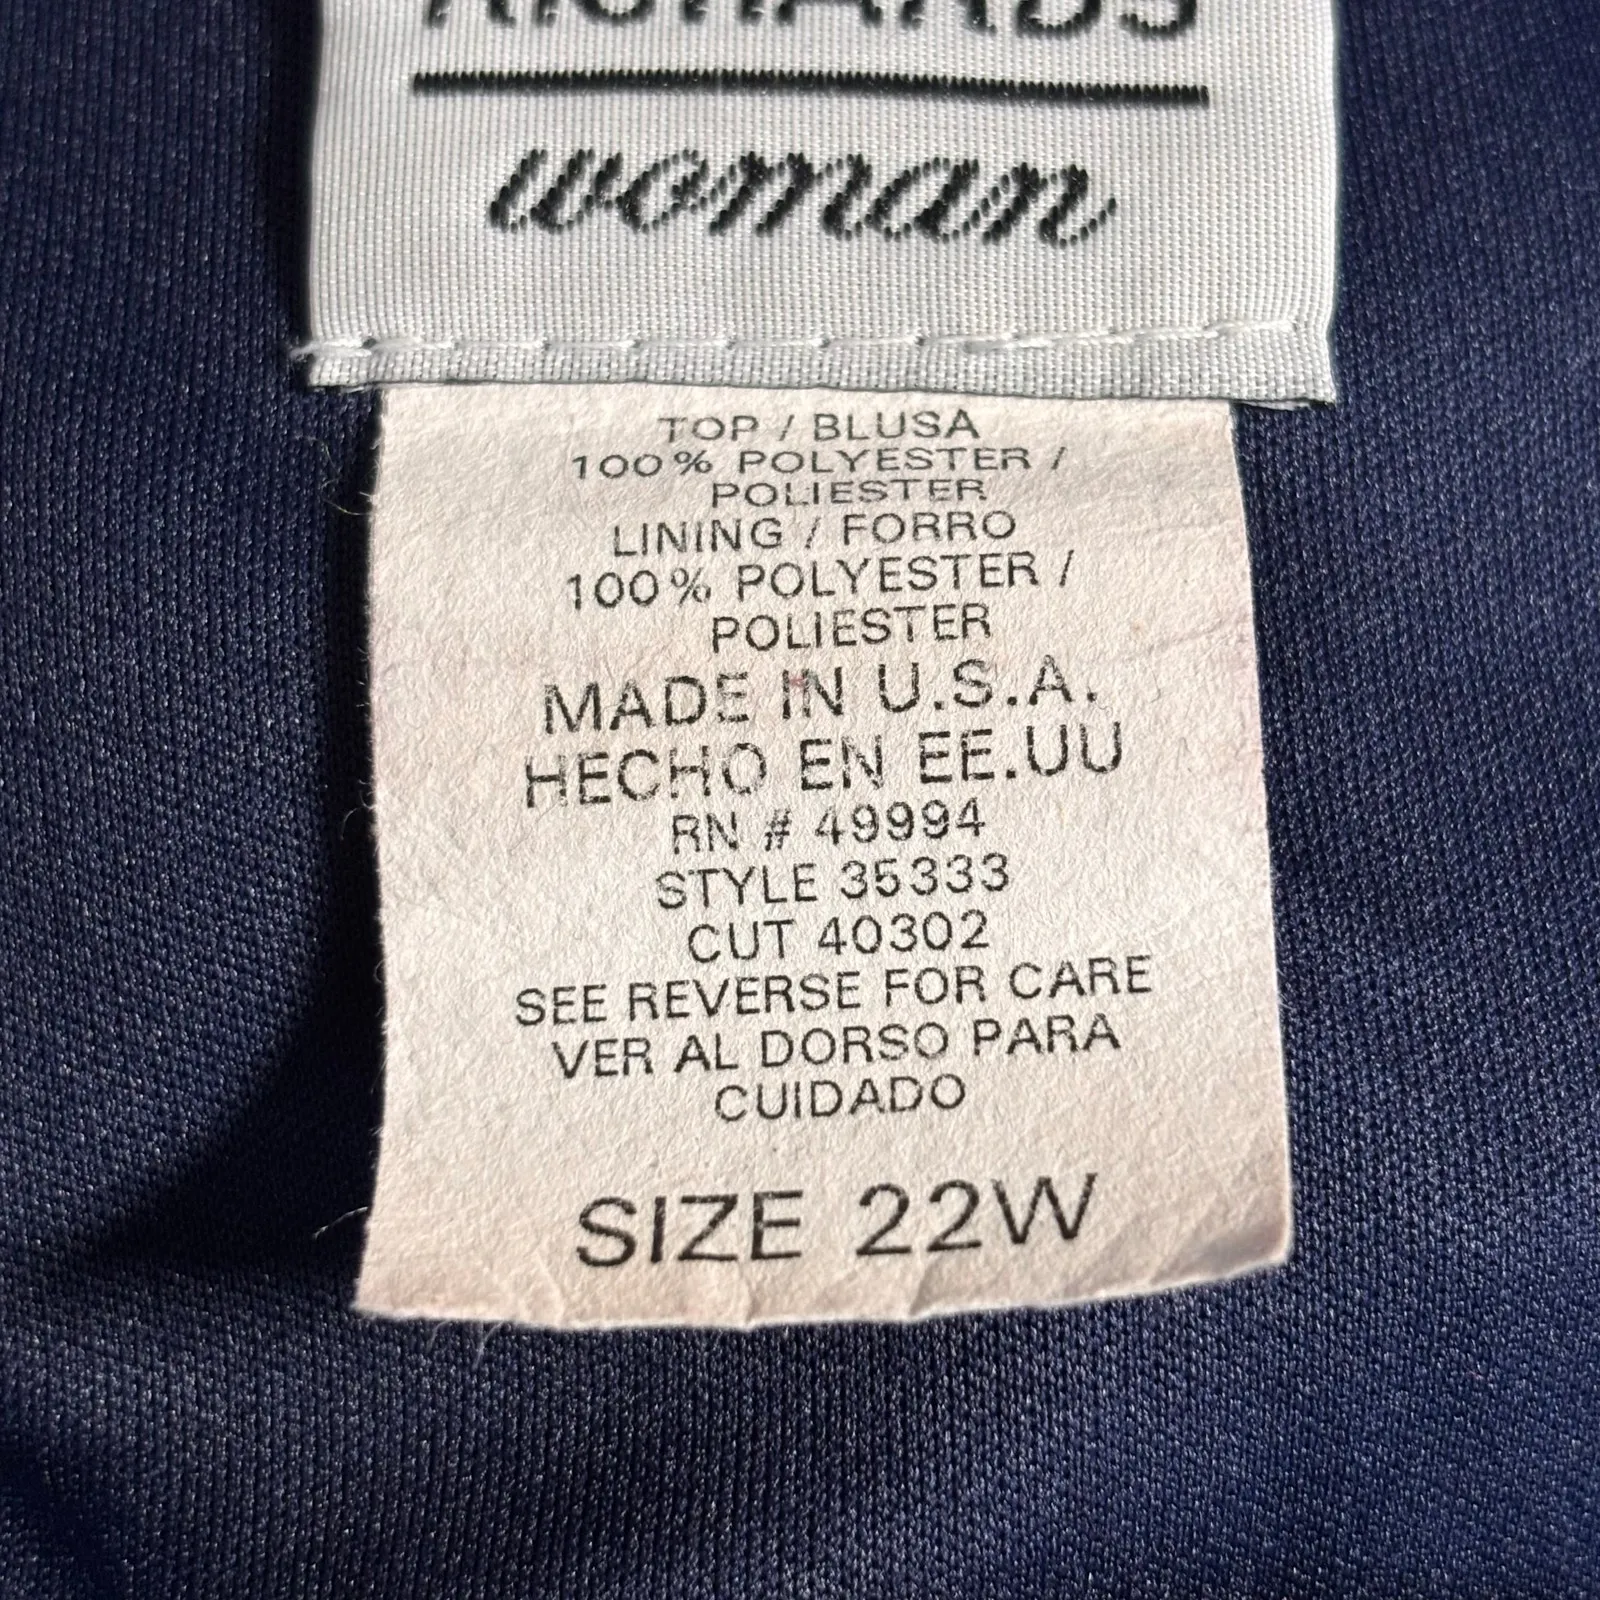 RICHARDS
woman
TOP / BLUSA
100% POLYESTER /
POLIESTER
LINING / FORRO
100% POLYESTER /
POLIESTER
MADE IN U.S.A.
HECHO EN EE.UU
RN # 49994
STYLE 35333
CUT 40302
SEE REVERSE FOR CARE
VER AL DORSO PARA
CUIDADO
SIZE 22W